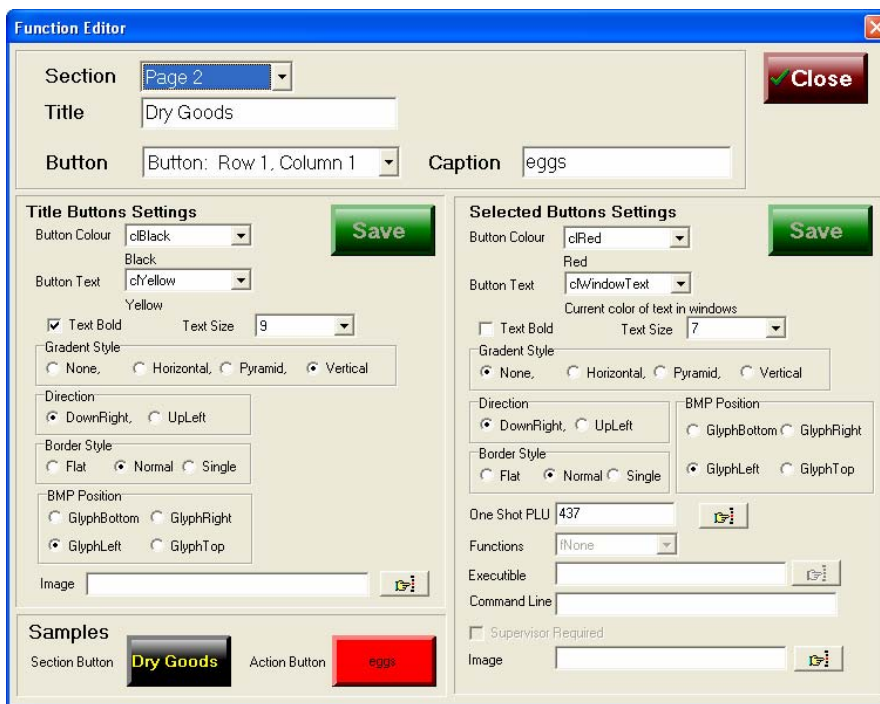 Function Editor
Section Page 2
Close
Title Dry Goods
Button Button: Row 1, Column 1 Caption eggs
Title Buttons Settings
Save
Button Colour clBlack
Black
Button Text clYellow
Yellow
Text Bold Text Size 9
Gradent Style
None, Horizontal, Pyramid, Vertical
Direction
DownRight, UpLeft
Border Style
Flat Normal Single
BMP Position
GlyphBottom GlyphRight
GlyphLeft GlyphTop
Image
Samples
Section Button Dry Goods Action Button eggs
Selected Buttons Settings
Save
Button Colour clRed
Red
Button Text clWindowText
Current color of text in windows
Text Bold Text Size 7
Gradent Style
None, Horizontal, Pyramid, Vertical
Direction
DownRight, UpLeft
Border Style
Flat Normal Single
BMP Position
GlyphBottom GlyphRight
GlyphLeft GlyphTop
One Shot PLU 437
Functions fNone
Executible
Command Line
Supervisor Required
Image